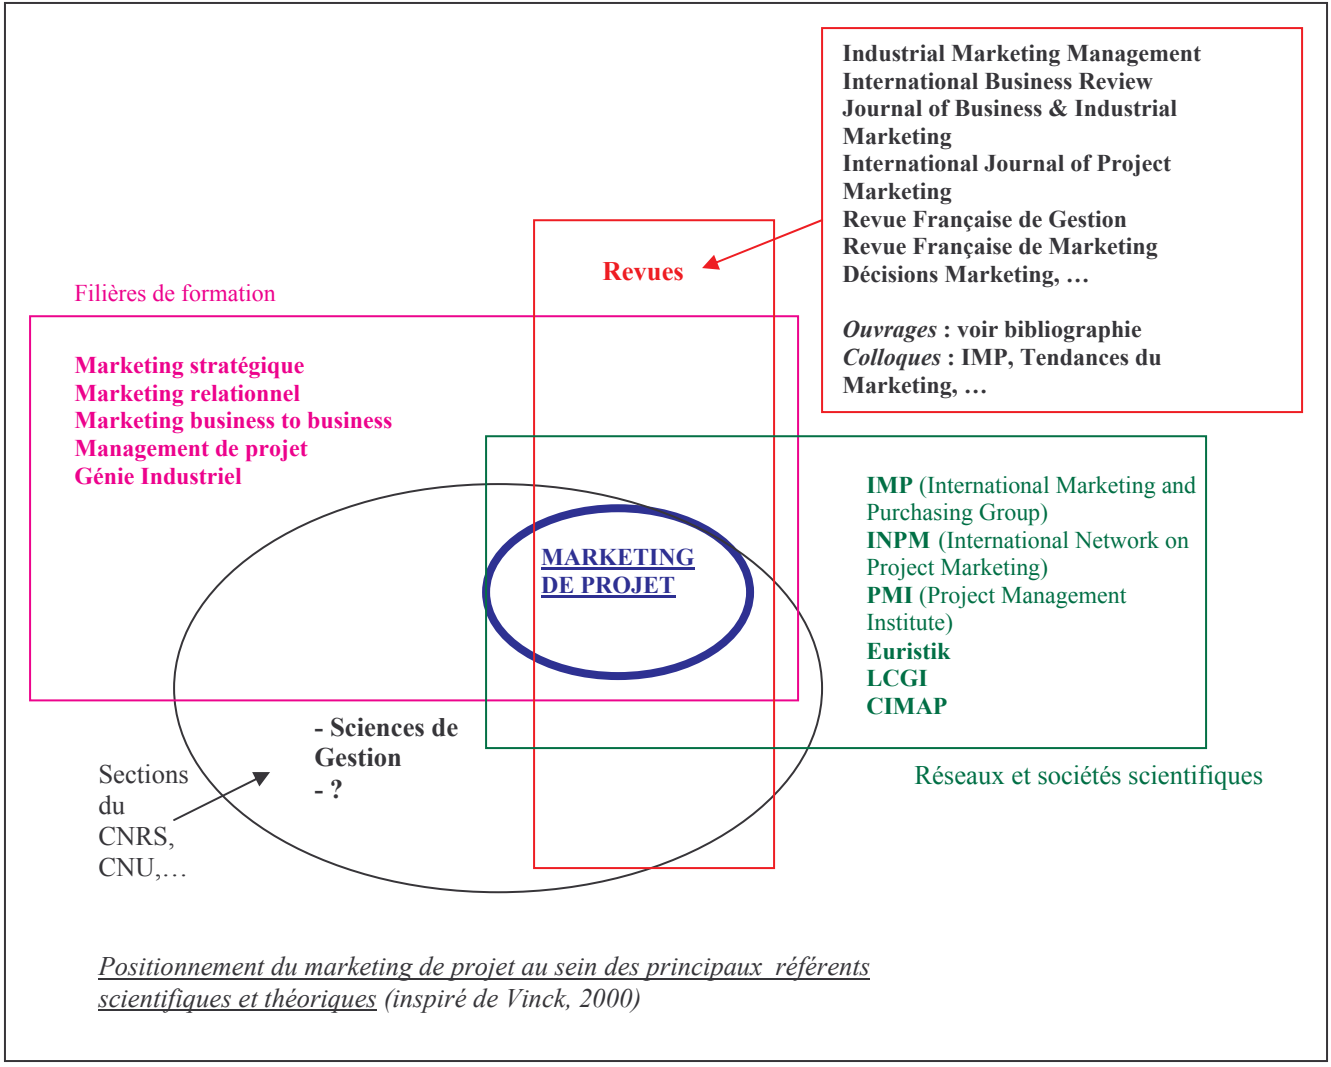 Industrial Marketing Management
International Business Review
Journal of Business & Industrial
Marketing
International Journal of Project
Marketing
Revue Française de Gestion
Revue Française de Marketing
Décisions Marketing, …
Ouvrages : voir bibliographie
Colloques : IMP, Tendances du
Marketing, …
Revues
Filières de formation
Marketing stratégique
Marketing relationnel
Marketing business to business
Management de projet
Génie Industriel
IMP (International Marketing and
Purchasing Group)
INPM (International Network on
Project Marketing)
PMI (Project Management
Institute)
Euristik
LCGI
CIMAP
MARKETING
DE PROJET
- Sciences de
Gestion
- ?
Sections
du
CNRS,
CNU,…
Réseaux et sociétés scientifiques
Positionnement du marketing de projet au sein des principaux référents
scientifiques et théoriques (inspiré de Vinck, 2000)